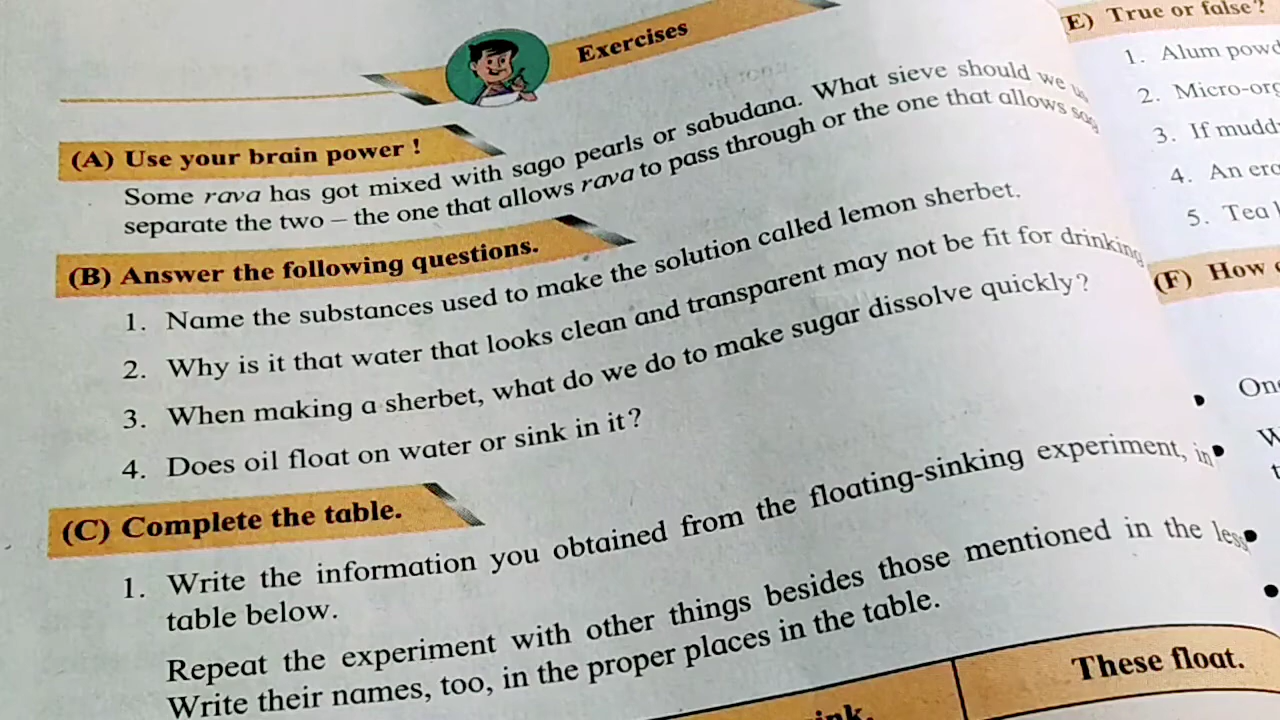 Exercises
(A) Use your brain power !
Some rava has got mixed with sago pearls or sabudana. What sieve should we
separate the two – the one that allows rava to pass through or the one that allows
(B) Answer the following questions.
1. Name the substances used to make the solution called lemon sherbet.
2. Why is it that water that looks clean and transparent may not be fit for drinking
3. When making a sherbet, what do we do to make sugar dissolve quickly?
4. Does oil float on water or sink in it?
(C) Complete the table.
1. Write the information you obtained from the floating-sinking experiment, in
table below.
Repeat the experiment with other things besides those mentioned in the
Write their names, too, in the proper places in the table.
These float.
E) True or false?
1. Alum
2.
3. If
4. An
5. Tea
(F) How